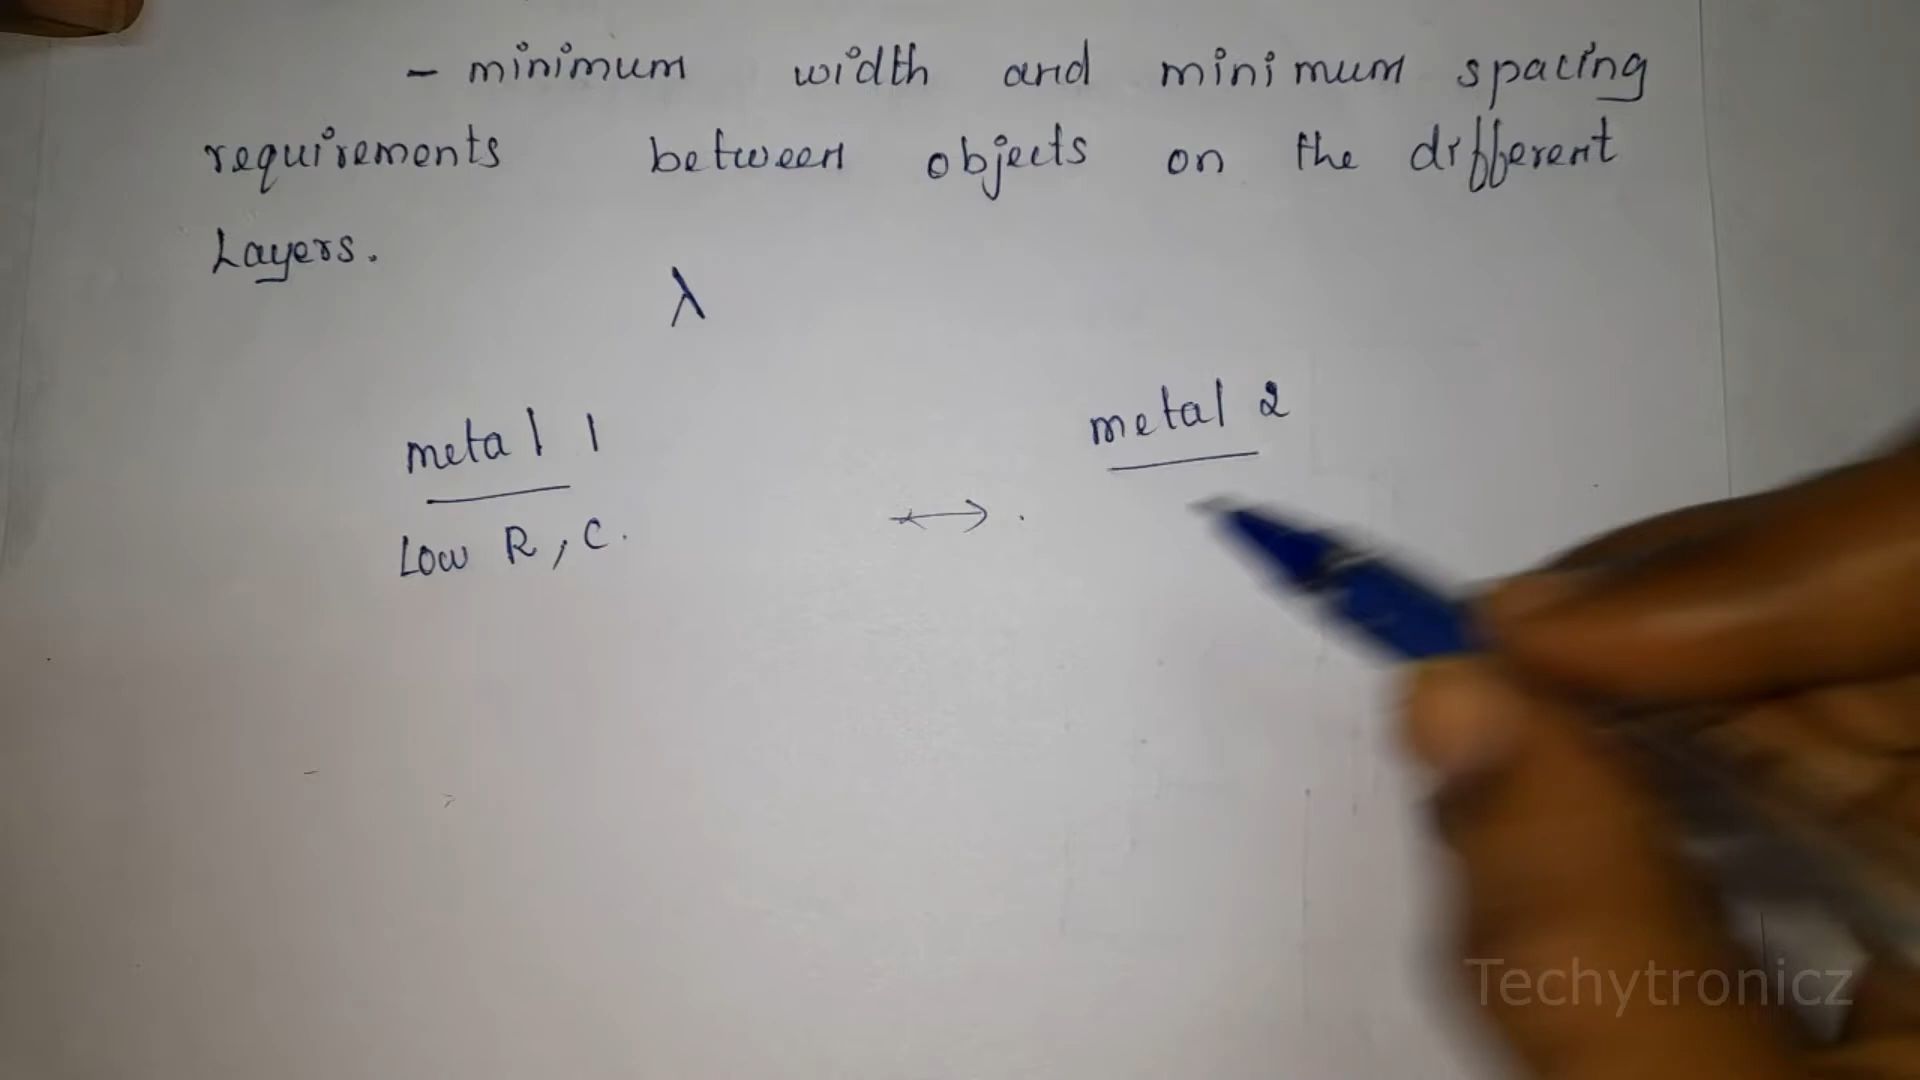 - minimum width and minimum spacing
requirements between objects on the different
Layers.
λ
metal 1
metal 2
Low R, C.
Techytronicz